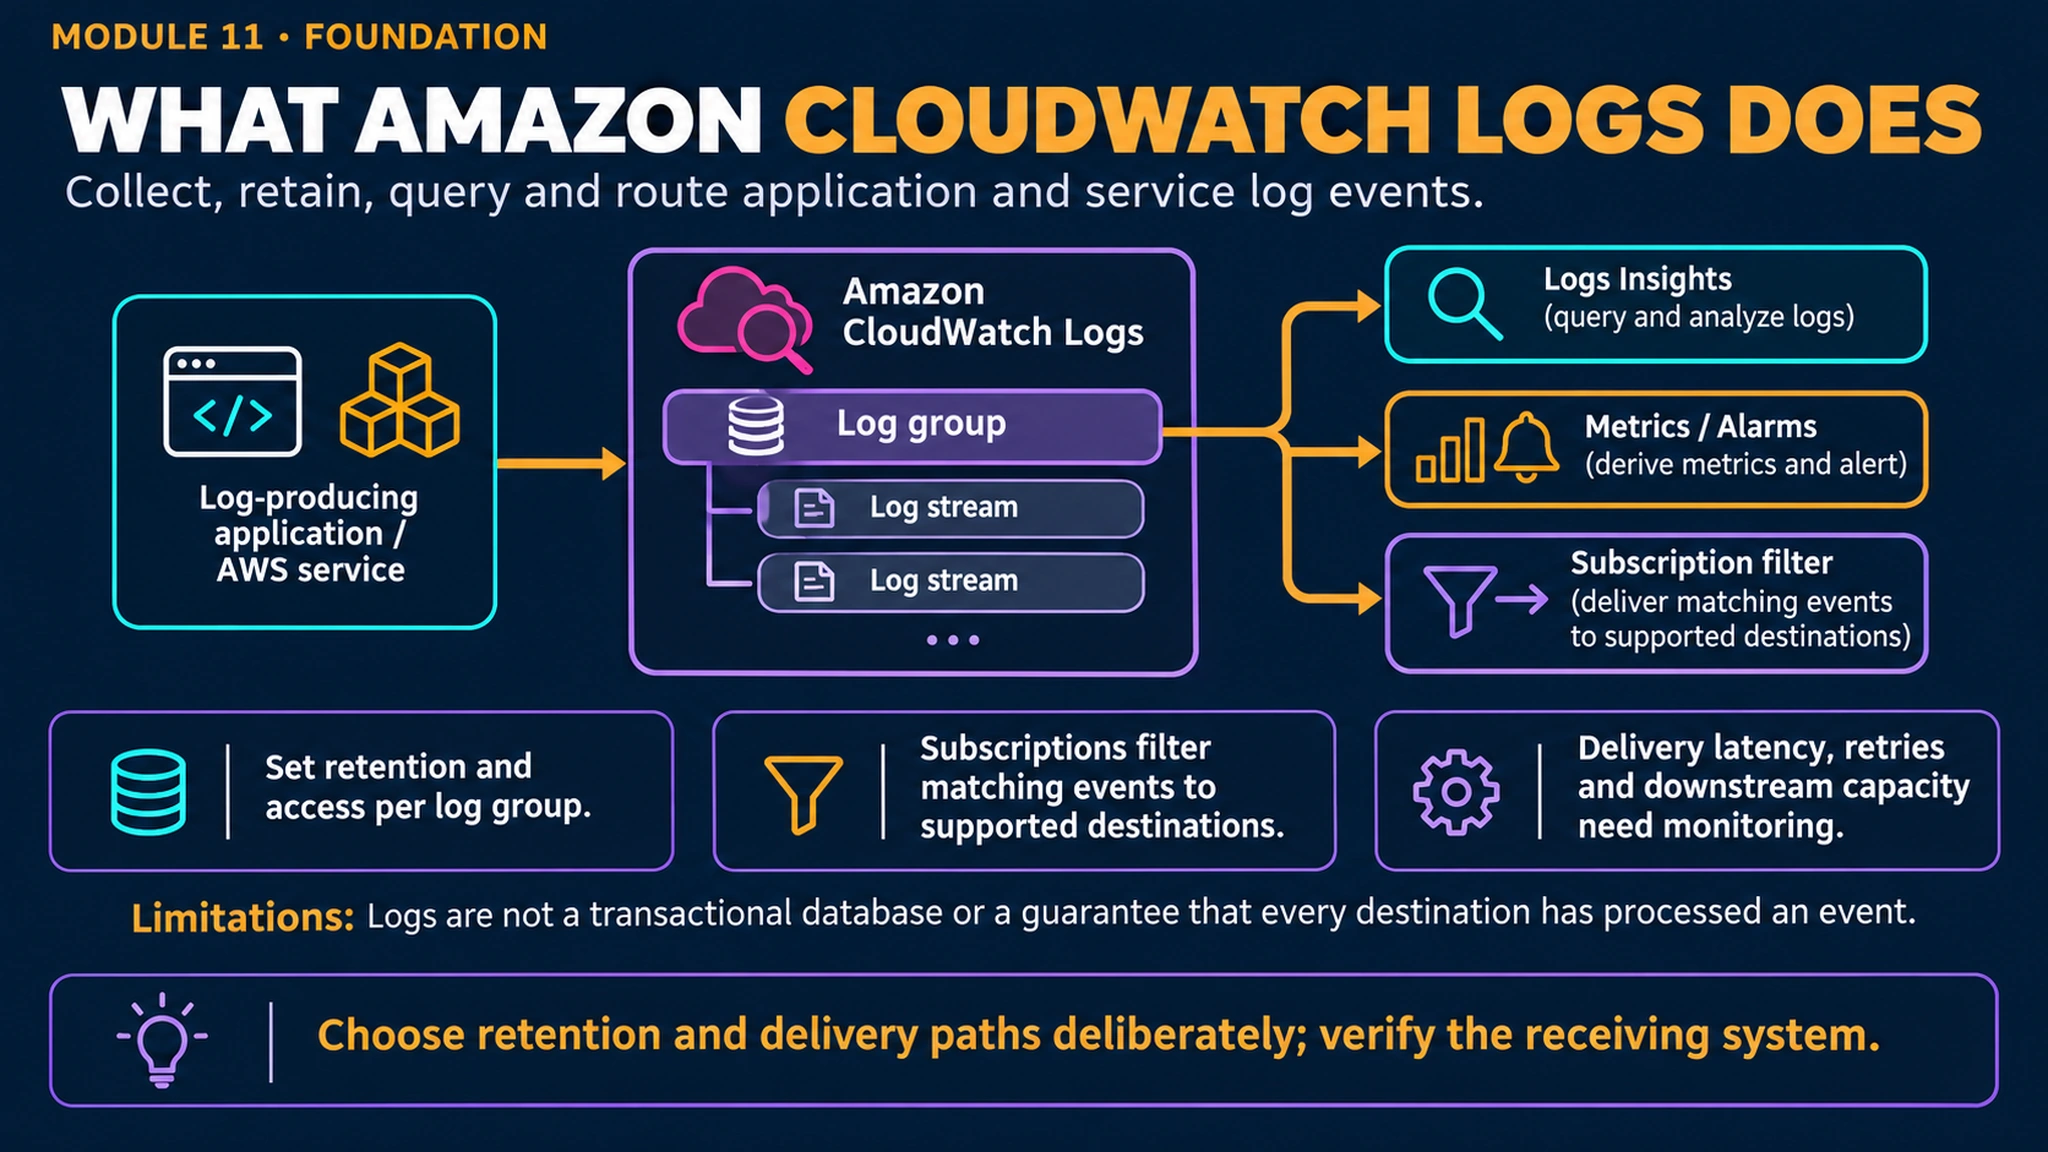 MODULE 11 • FOUNDATION
WHAT AMAZON CLOUDWATCH LOGS DOES
Collect, retain, query and route application and service log events.
</>
Log-producing
application /
AWS service
Amazon
CloudWatch Logs
Log group
Log stream
Log stream
Logs Insights
(query and analyze logs)
Metrics / Alarms
(derive metrics and alert)
Subscription filter
(deliver matching events
to supported destinations)
Set retention and
access per log group.
Subscriptions filter
matching events to
supported destinations.
Delivery latency, retries
and downstream capacity
need monitoring.
Limitations: Logs are not a transactional database or a guarantee that every destination has processed an event.
Choose retention and delivery paths deliberately; verify the receiving system.